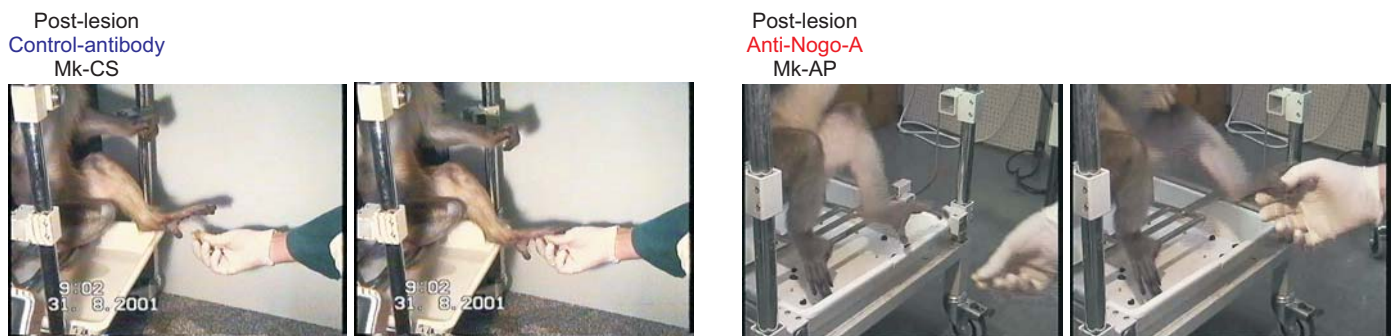 Post-lesion
Control-antibody
Mk-CS
Post-lesion
Anti-Nogo-A
Mk-AP
9:02
31. 8.2001
9:02
31. 8.2001